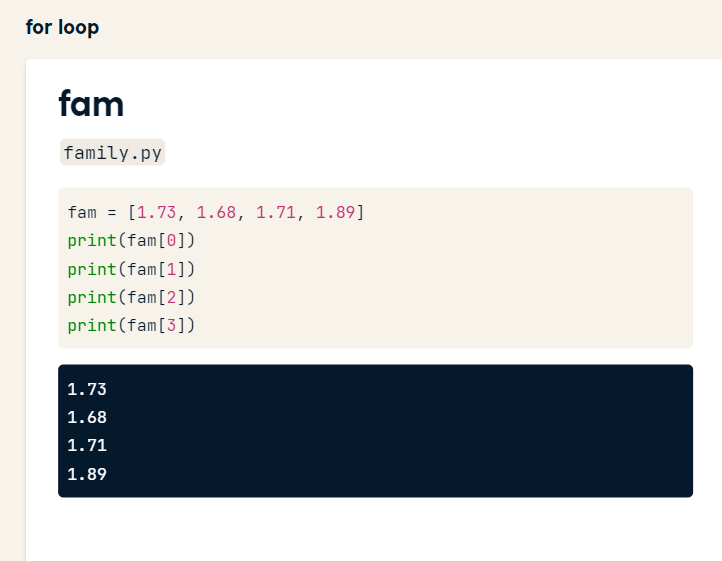 for loop
fam
family.py
fam = [1.73, 1.68, 1.71, 1.89]
print(fam[0])
print(fam[1])
print(fam[2])
print(fam[3])
1.73
1.68
1.71
1.89